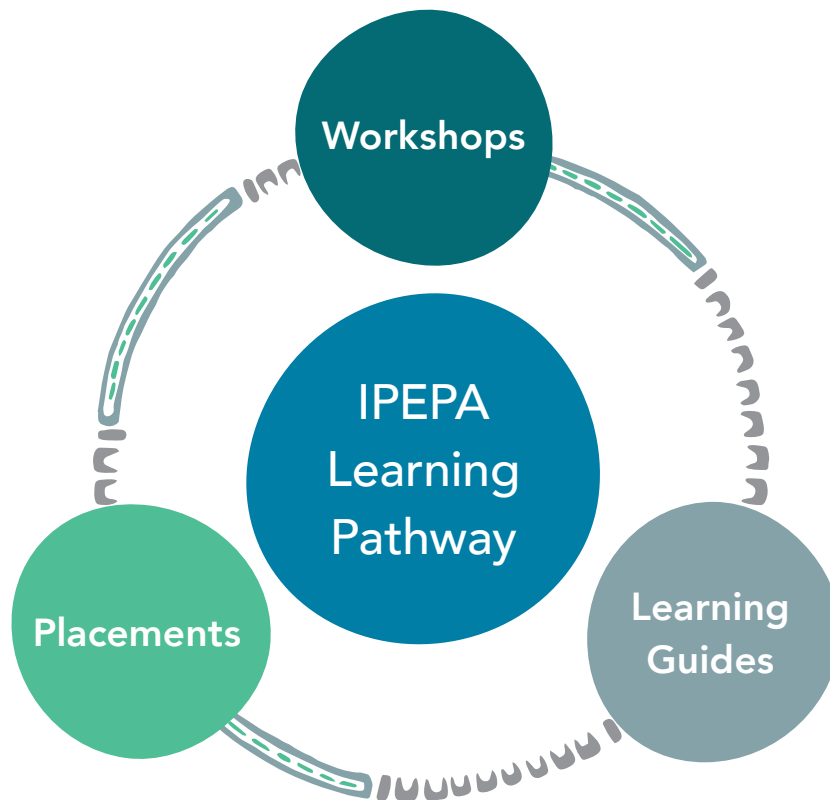 Workshops
IPEPA
Learning
Pathway
Placements
Learning
Guides